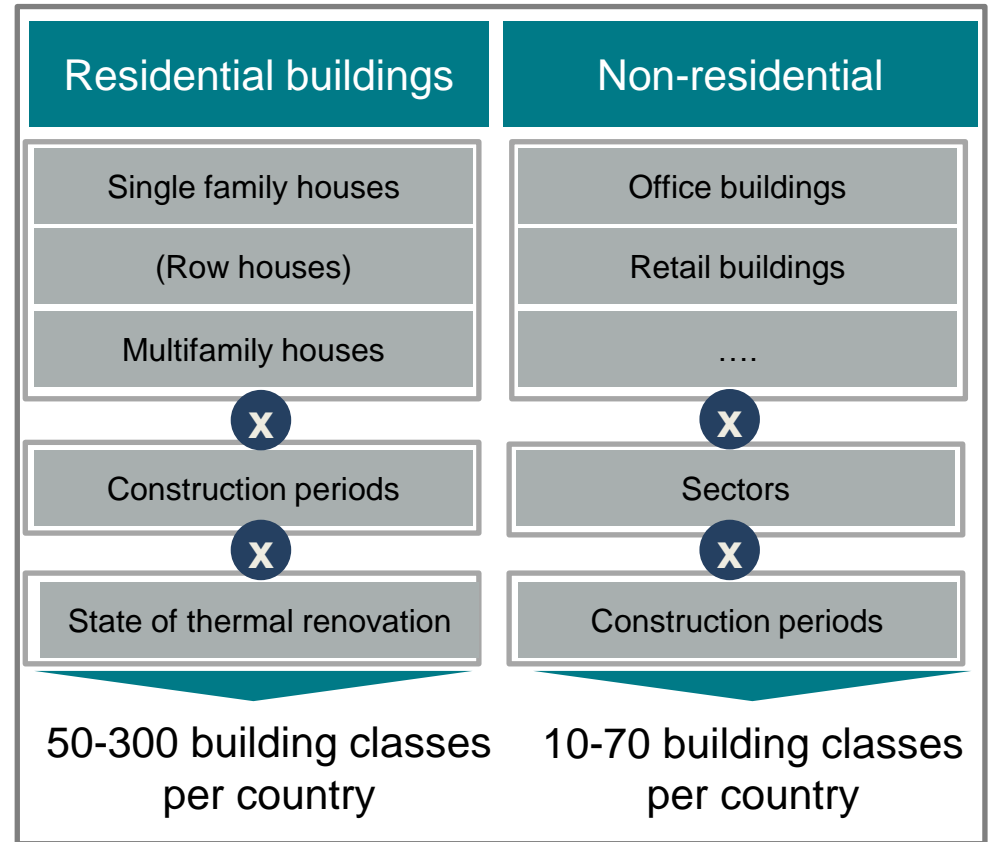 Residential buildings
Single family houses
(Row houses)
Multifamily houses
x
Construction periods
x
State of thermal renovation
50-300 building classes
per country
Non-residential
Office buildings
Retail buildings
....
x
Sectors
x
Construction periods
10-70 building classes
per country